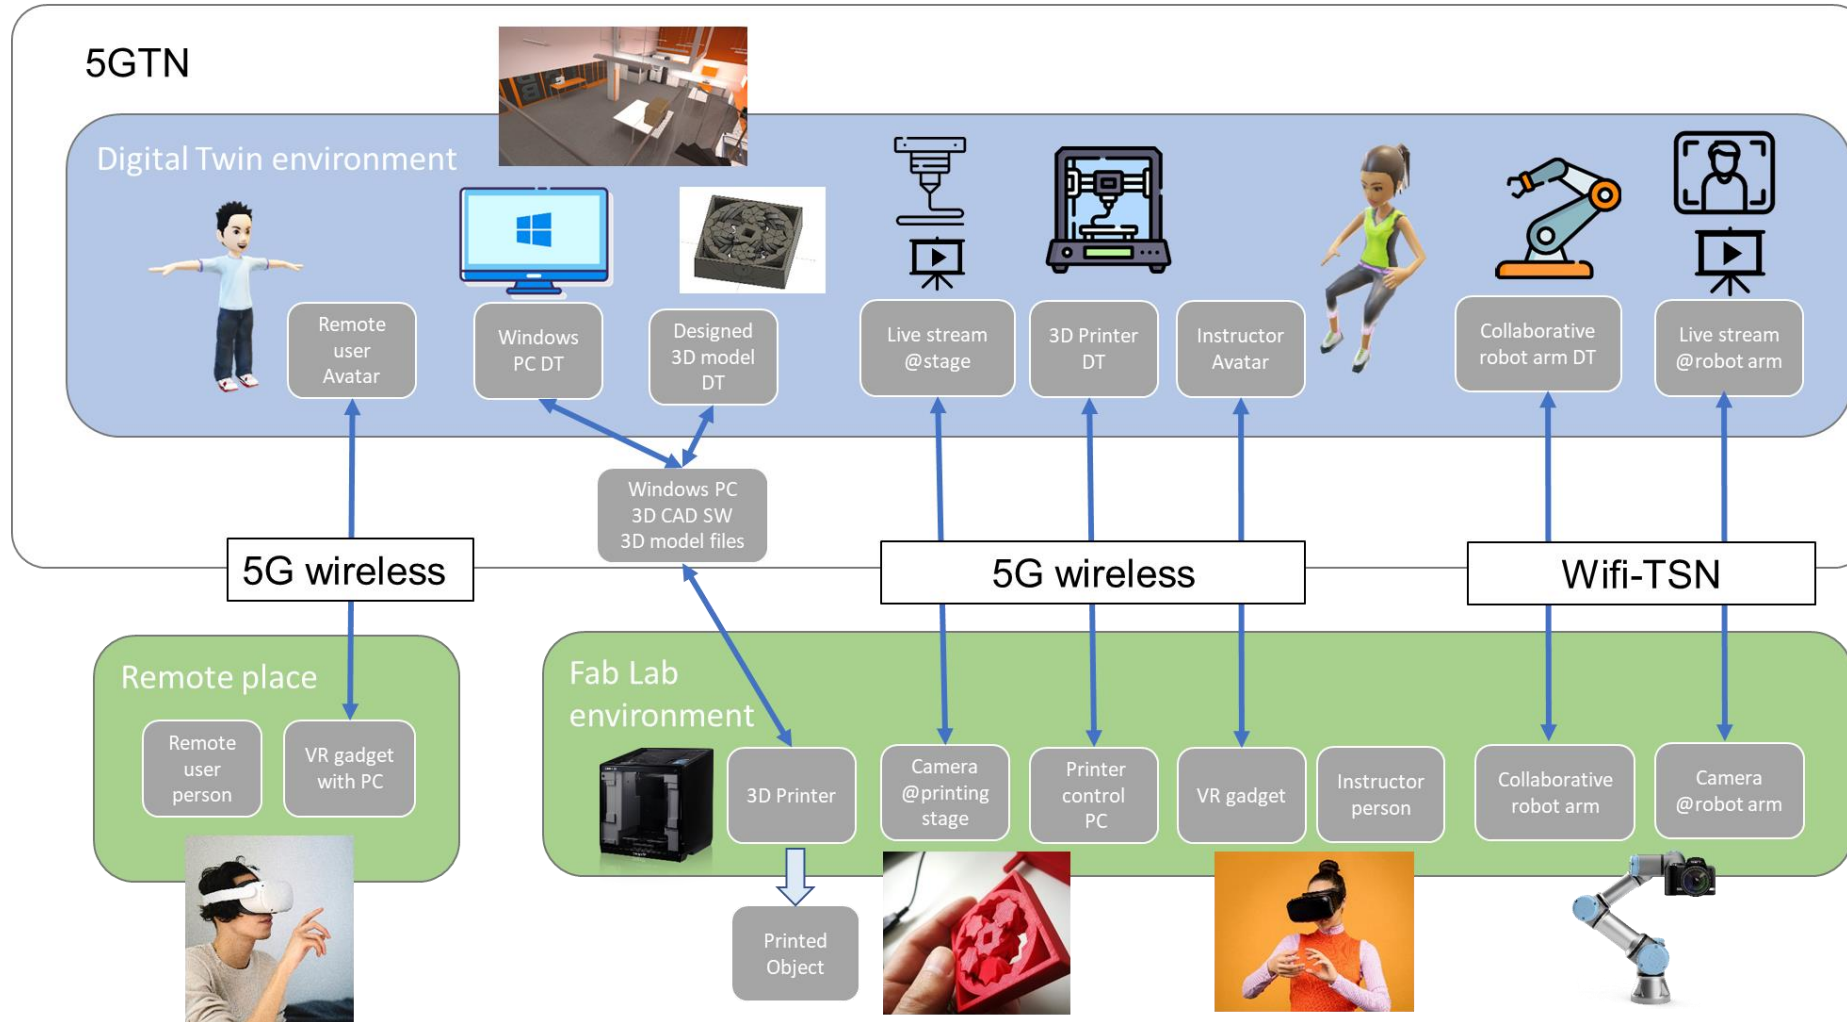 5GTN
Digital Twin environment
Remote
user
Avatar
Windows
PC DT
Designed
3D model
DT
Live stream
@stage
3D Printer
DT
Instructor
Avatar
Collaborative
robot arm DT
Live stream
@robot arm
Windows PC
3D CAD SW
3D model files
5G wireless
5G wireless
Wifi-TSN
Remote place
Remote
user
person
VR gadget
with PC
Fab Lab
environment
3D Printer
Camera
@printing
stage
Printer
control
PC
VR gadget
Instructor
person
Collaborative
robot arm
Camera
@robot arm
Printed
Object